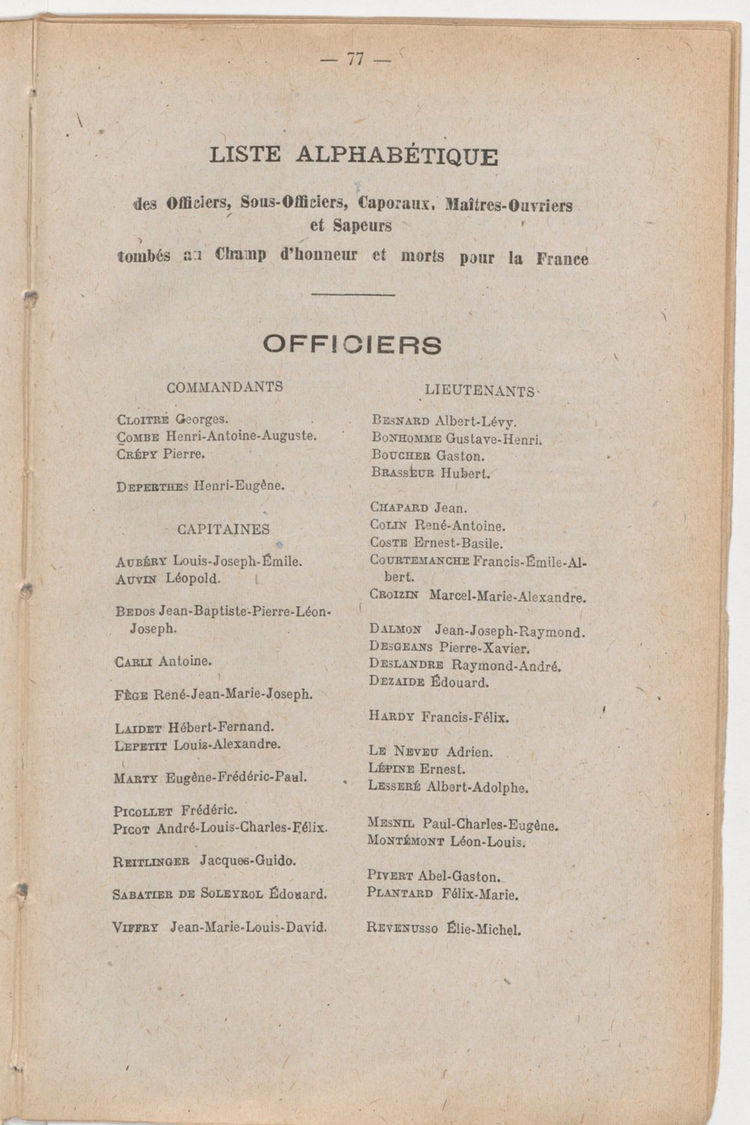 — 77 —
LISTE ALPHABÉTIQUE
des Officiers, Sous-Officiers, Caporaux, Maîtres-Ouvriers
et Sapeurs
tombés au Champ d'honneur et morts pour la France
OFFICIERS
COMMANDANTS
CLOITRE Georges.
COMBE Henri-Antoine-Auguste.
CRÉPY Pierre.
DEPERTHES Henri-Eugène.
CAPITAINES
AUBÉRY Louis-Joseph-Émile.
AUVIN Léopold.
BEDOS Jean-Baptiste-Pierre-Léon-
Joseph.
CARLI Antoine.
FÈGE René-Jean-Marie-Joseph.
LAIDET Hébert-Fernand.
LEPETIT Louis-Alexandre.
MARTY Eugène-Frédéric-Paul.
PICOLLET Frédéric.
PICOT André-Louis-Charles-Félix.
REITLINGER Jacques-Guido.
SABATIER DE SOLEYROL Édouard.
VIFFRY Jean-Marie-Louis-David.
LIEUTENANTS
BESNARD Albert-Lévy.
BONHOMME Gustave-Henri.
BOUCHER Gaston.
BRASSEUR Hubert.
CHAPARD Jean.
COLIN René-Antoine.
COSTE Ernest-Basile.
COURTEMANCHE Francis-Émile-Al-
bert.
CROIZIN Marcel-Marie-Alexandre.
DALMON Jean-Joseph-Raymond.
DESGEANS Pierre-Xavier.
DESLANDRE Raymond-André.
DEZAIDE Édouard.
HARDY Francis-Félix.
LE NEVEU Adrien.
LÉPINE Ernest.
LESSERÉ Albert-Adolphe.
MESNIL Paul-Charles-Eugène.
MONTÉMONT Léon-Louis.
PIVERT Abel-Gaston.
PLANTARD Félix-Marie.
REVENUSSO Élie-Michel.